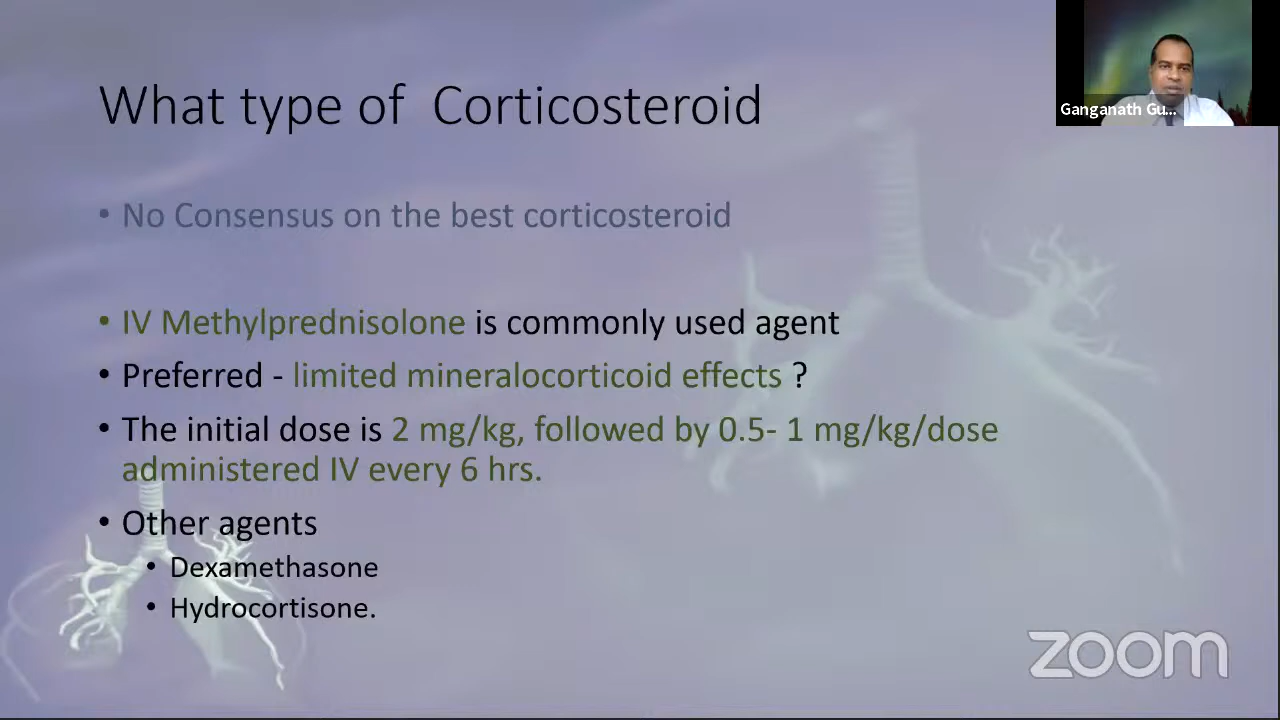 Ganganath Gu...
What type of Corticosteroid
• No Consensus on the best corticosteroid
• IV Methylprednisolone is commonly used agent
• Preferred - limited mineralocorticoid effects ?
• The initial dose is 2 mg/kg, followed by 0.5- 1 mg/kg/dose
administered IV every 6 hrs.
• Other agents
• Dexamethasone
• Hydrocortisone.
zoom